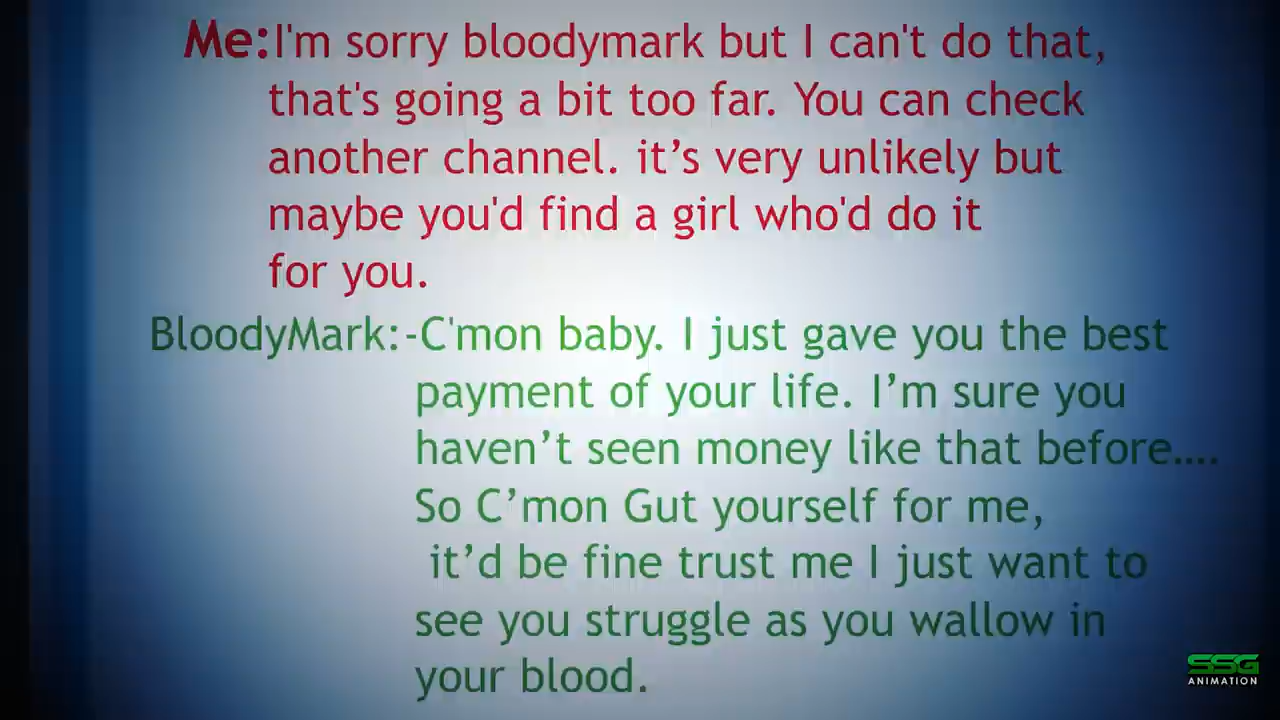 Me:I'm sorry bloodymark but I can't do that,
that's going a bit too far. You can check
another channel. it’s very unlikely but
maybe you'd find a girl who'd do it
for you.
BloodyMark:-C'mon baby. I just gave you the best
payment of your life. I’m sure you
haven’t seen money like that before....
So C’mon Gut yourself for me,
it’d be fine trust me I just want to
see you struggle as you wallow in
your blood.
SSG
ANIMATION